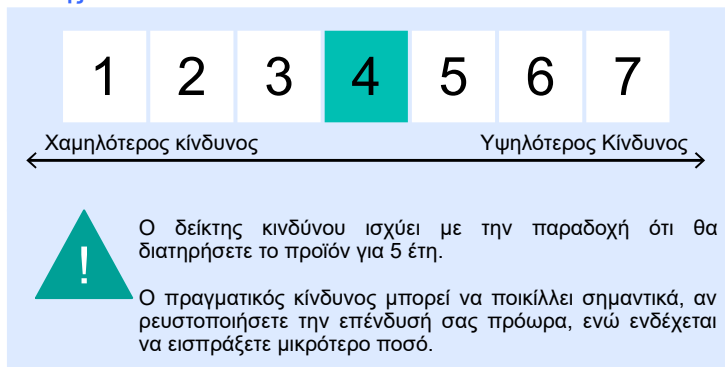 1 2 3 4 5 6 7
Χαμηλότερος κίνδυνος Υψηλότερος Κίνδυνος
!
Ο δείκτης κινδύνου ισχύει με την παραδοχή ότι θα
διατηρήσετε το προϊόν για 5 έτη.
Ο πραγματικός κίνδυνος μπορεί να ποικίλλει σημαντικά, αν
ρευστοποιήσετε την επένδυσή σας πρόωρα, ενώ ενδέχεται
να εισπράξετε μικρότερο ποσό.